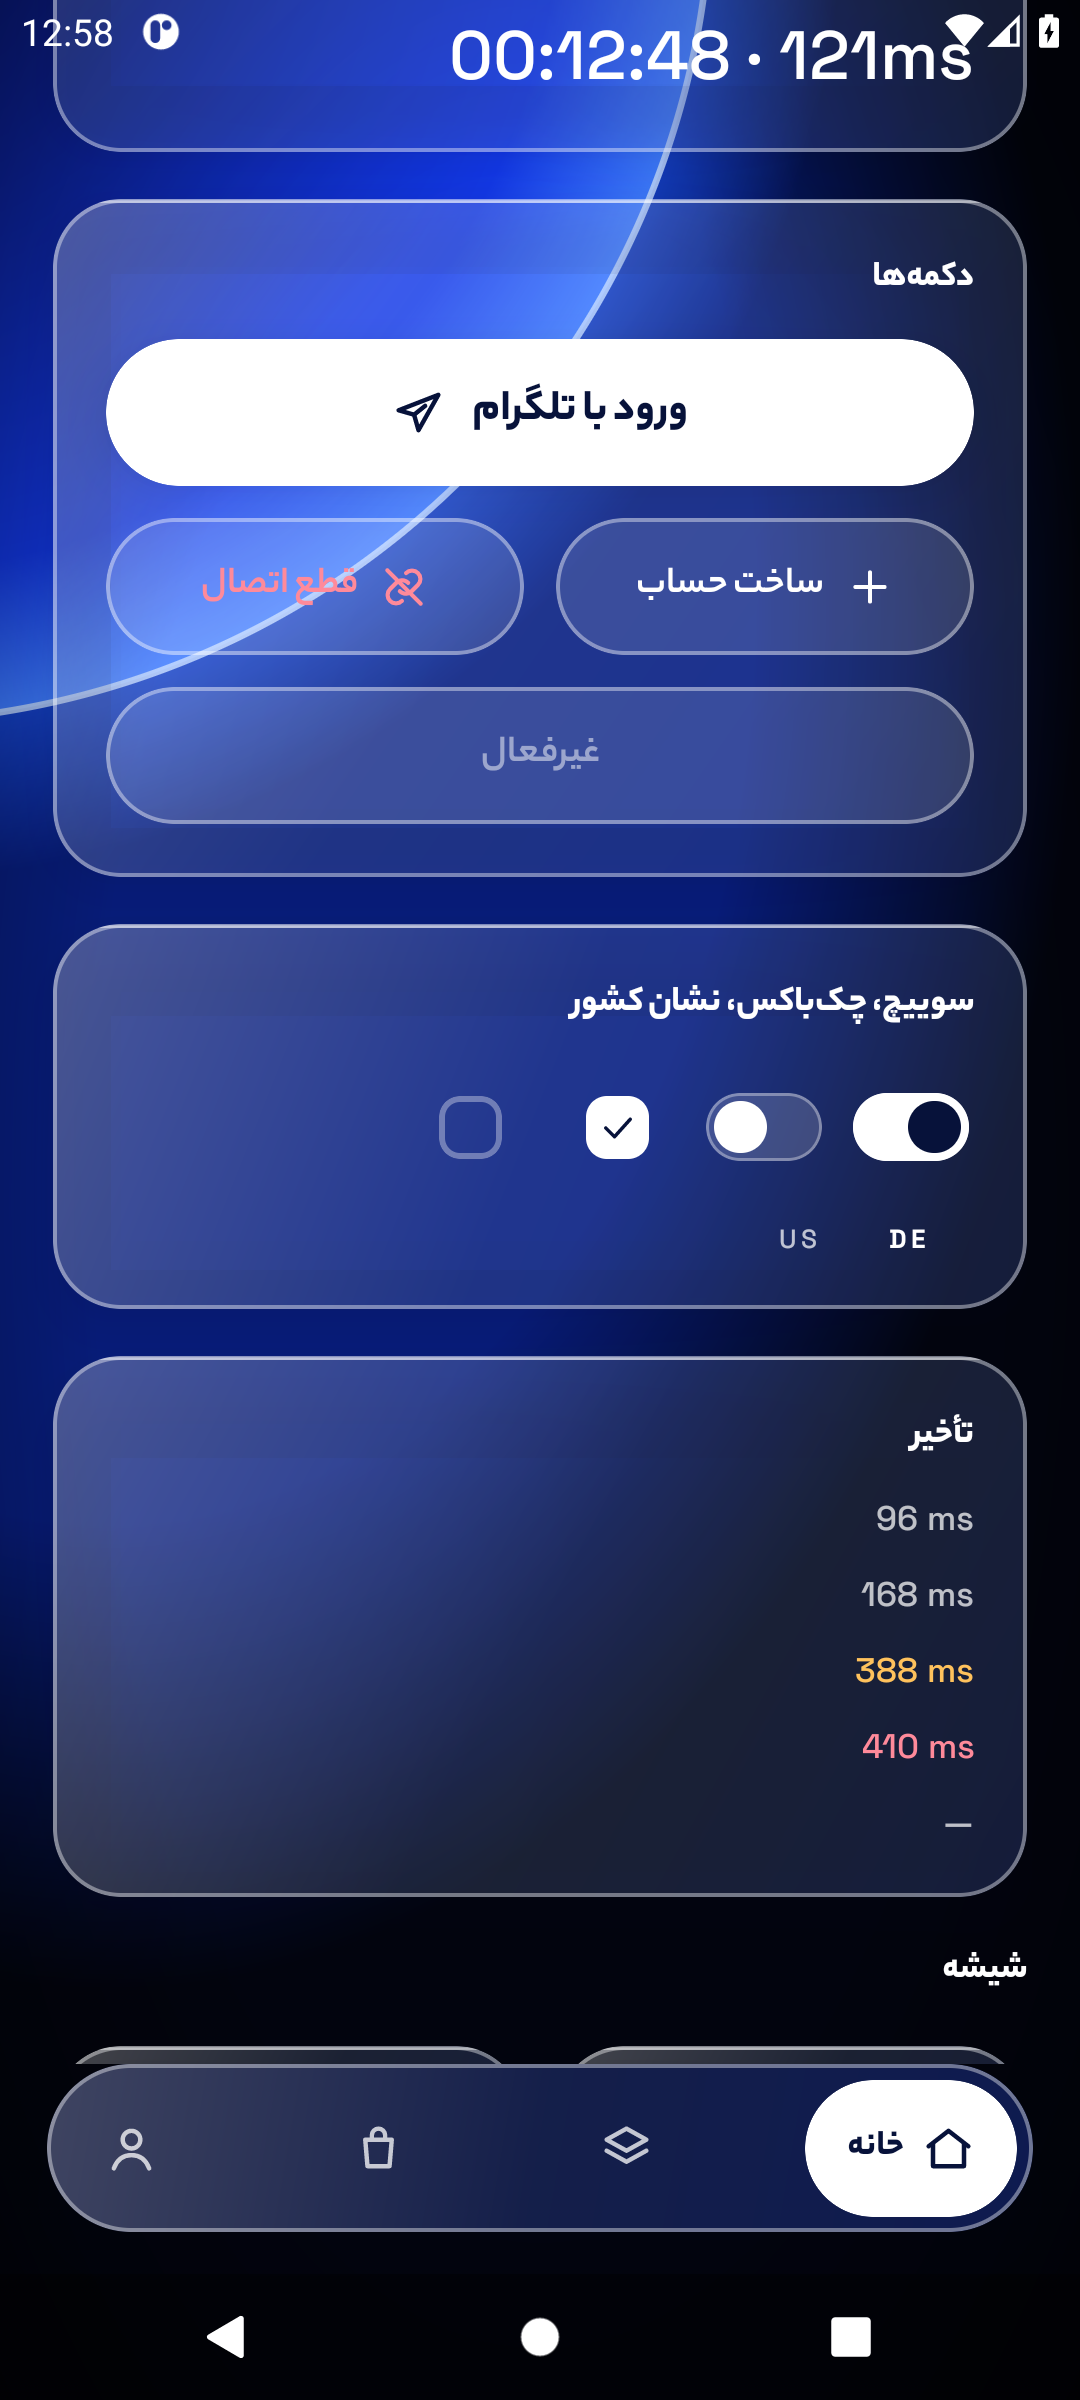 12:58
00:12:48 · 121ms
دکمه‌ها
ورود با تلگرام
ساخت حساب
قطع اتصال
غیرفعال
سوییچ، چک‌باکس، نشان کشور
DE
US
تأخیر
96 ms
168 ms
388 ms
410 ms
—
شیشه
خانه